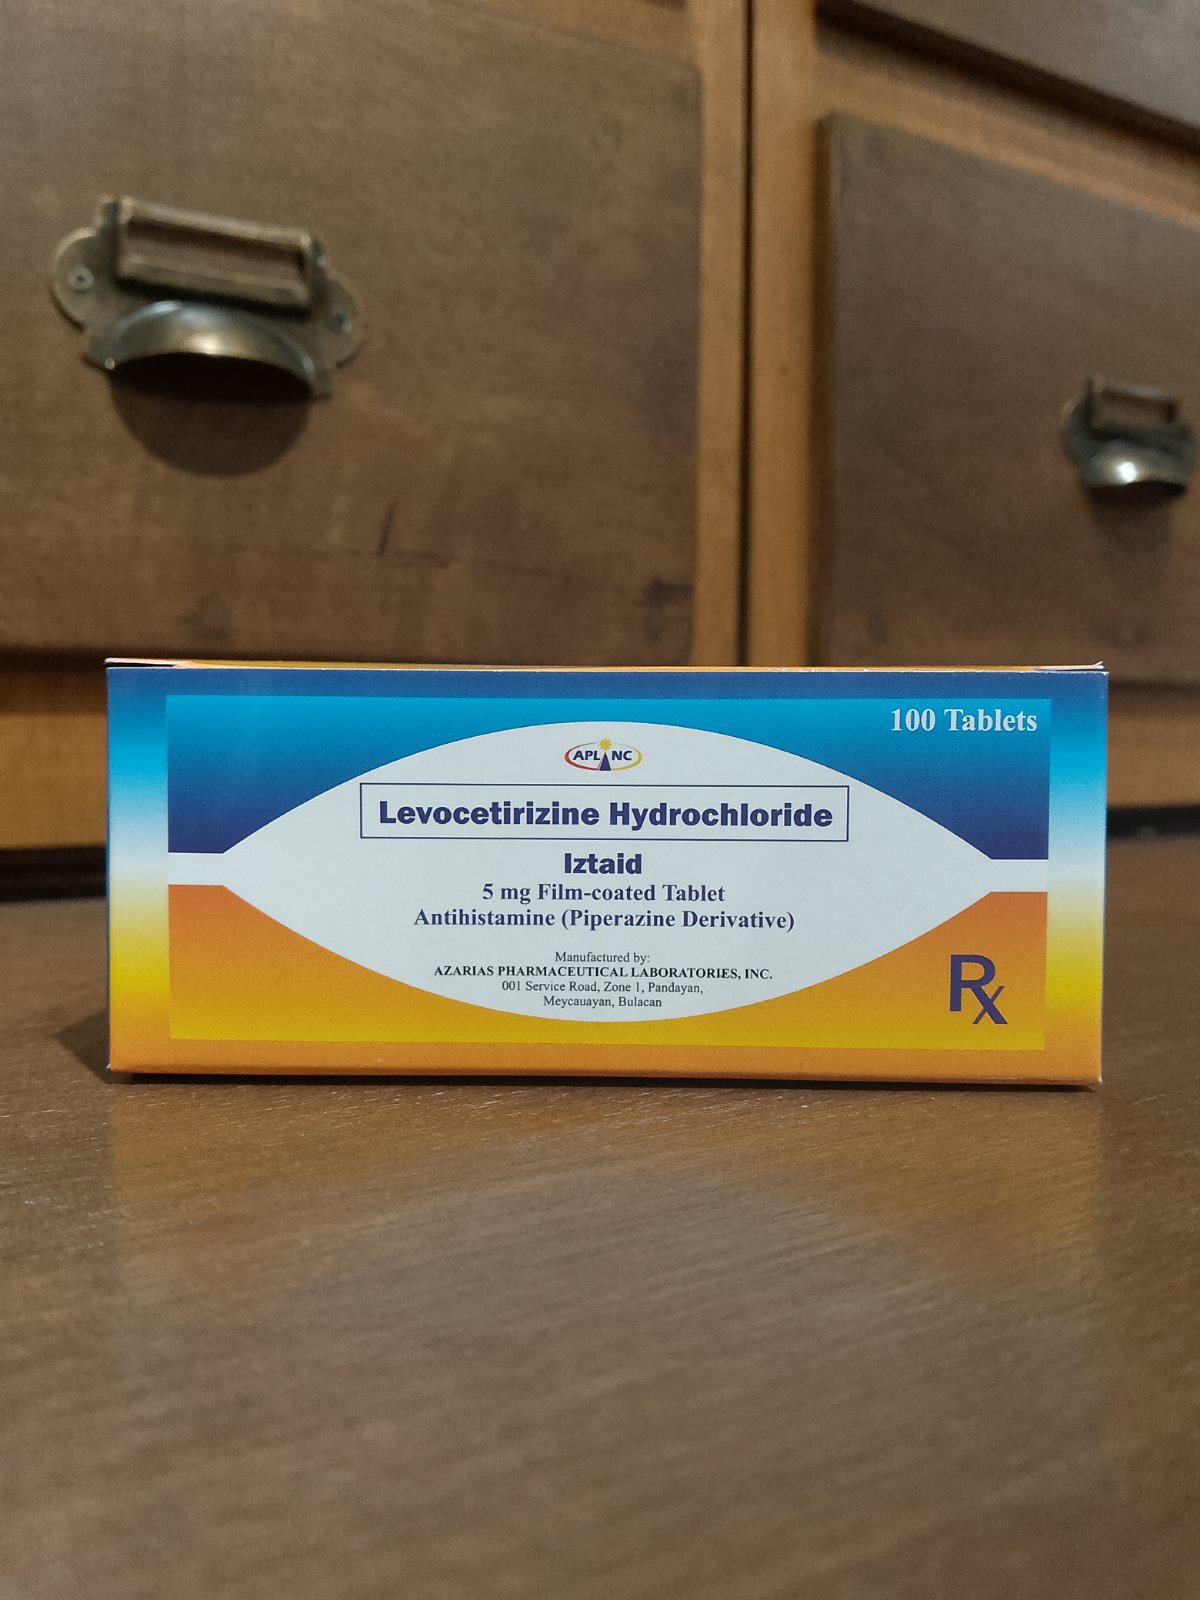 100 Tablets
APL INC
Levocetirizine Hydrochloride
Iztaid
5 mg Film-coated Tablet
Antihistamine (Piperazine Derivative)
Manufactured by:
AZARIAS PHARMACEUTICAL LABORATORIES, INC.
001 Service Road, Zone 1, Pandayan,
Meycauayan, Bulacan
Rx